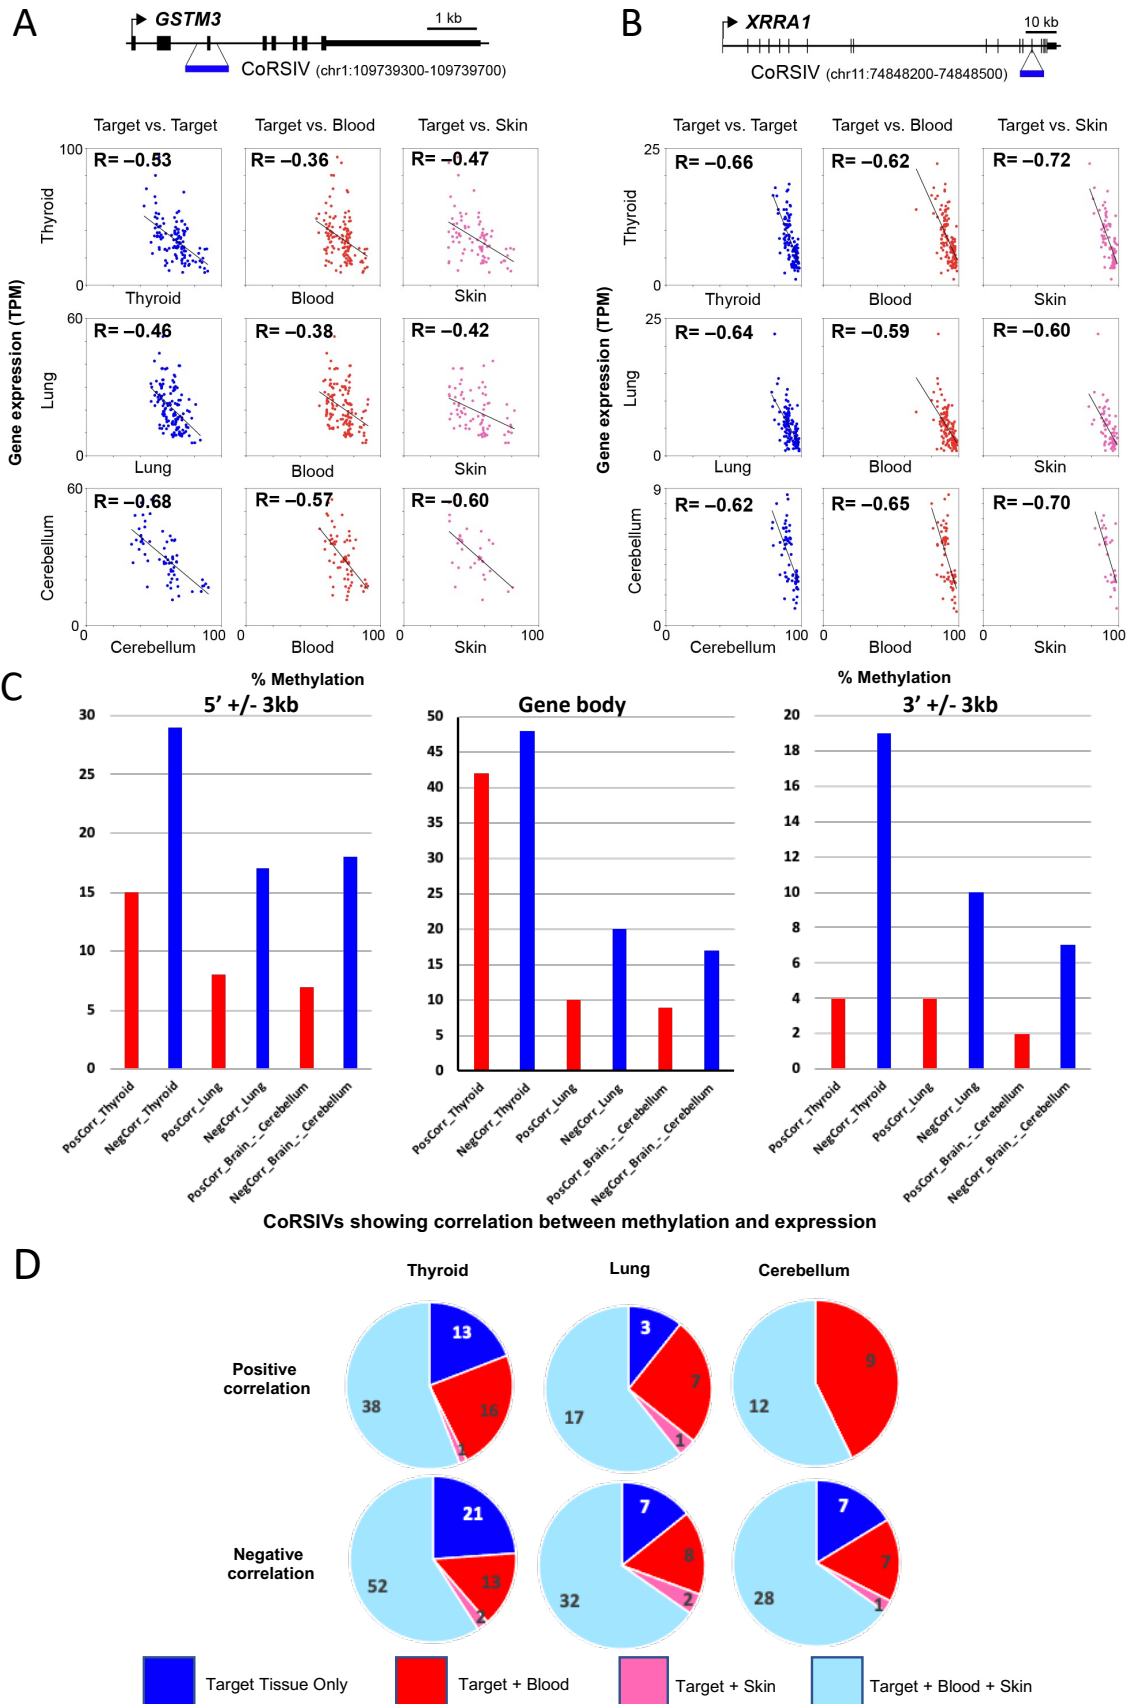 A
GSTM3
1 kb
CoRSIV (chr1:109739300-109739700)
Target vs. Target
Target vs. Blood
Target vs. Skin
Gene expression (TPM)
100
Thyroid
0
R= –0.53
R= –0.36
R= –0.47
Thyroid
Blood
Skin
60
Lung
0
R= –0.46
R= –0.38
R= –0.42
Lung
Blood
Skin
60
Cerebellum
0
R= –0.68
R= –0.57
R= –0.60
0 100
0 100
0 100
Cerebellum
Blood
Skin
% Methylation
B
XRRA1
10 kb
CoRSIV (chr11:74848200-74848500)
Target vs. Target
Target vs. Blood
Target vs. Skin
Gene expression (TPM)
25
Thyroid
0
R= –0.66
R= –0.62
R= –0.72
Thyroid
Blood
Skin
25
Lung
0
R= –0.64
R= –0.59
R= –0.60
Lung
Blood
Skin
9
Cerebellum
0
R= –0.62
R= –0.65
R= –0.70
0 100
0 100
0 100
Cerebellum
Blood
Skin
% Methylation
C
5’ +/- 3kb
30
25
20
15
10
5
0
PosCorr_Thyroid
NegCorr_Thyroid
PosCorr_Lung
NegCorr_Lung
PosCorr_Brain_-_Cerebellum
NegCorr_Brain_-_Cerebellum
Gene body
50
45
40
35
30
25
20
15
10
5
0
PosCorr_Thyroid
NegCorr_Thyroid
PosCorr_Lung
NegCorr_Lung
PosCorr_Brain_-_Cerebellum
NegCorr_Brain_-_Cerebellum
3’ +/- 3kb
20
18
16
14
12
10
8
6
4
2
0
PosCorr_Thyroid
NegCorr_Thyroid
PosCorr_Lung
NegCorr_Lung
PosCorr_Brain_-_Cerebellum
NegCorr_Brain_-_Cerebellum
CoRSIVs showing correlation between methylation and expression
D
Thyroid
Lung
Cerebellum
Positive
correlation
13
16
1
38
3
7
1
17
9
12
Negative
correlation
21
13
2
52
7
8
2
32
7
7
1
28
Target Tissue Only
Target + Blood
Target + Skin
Target + Blood + Skin